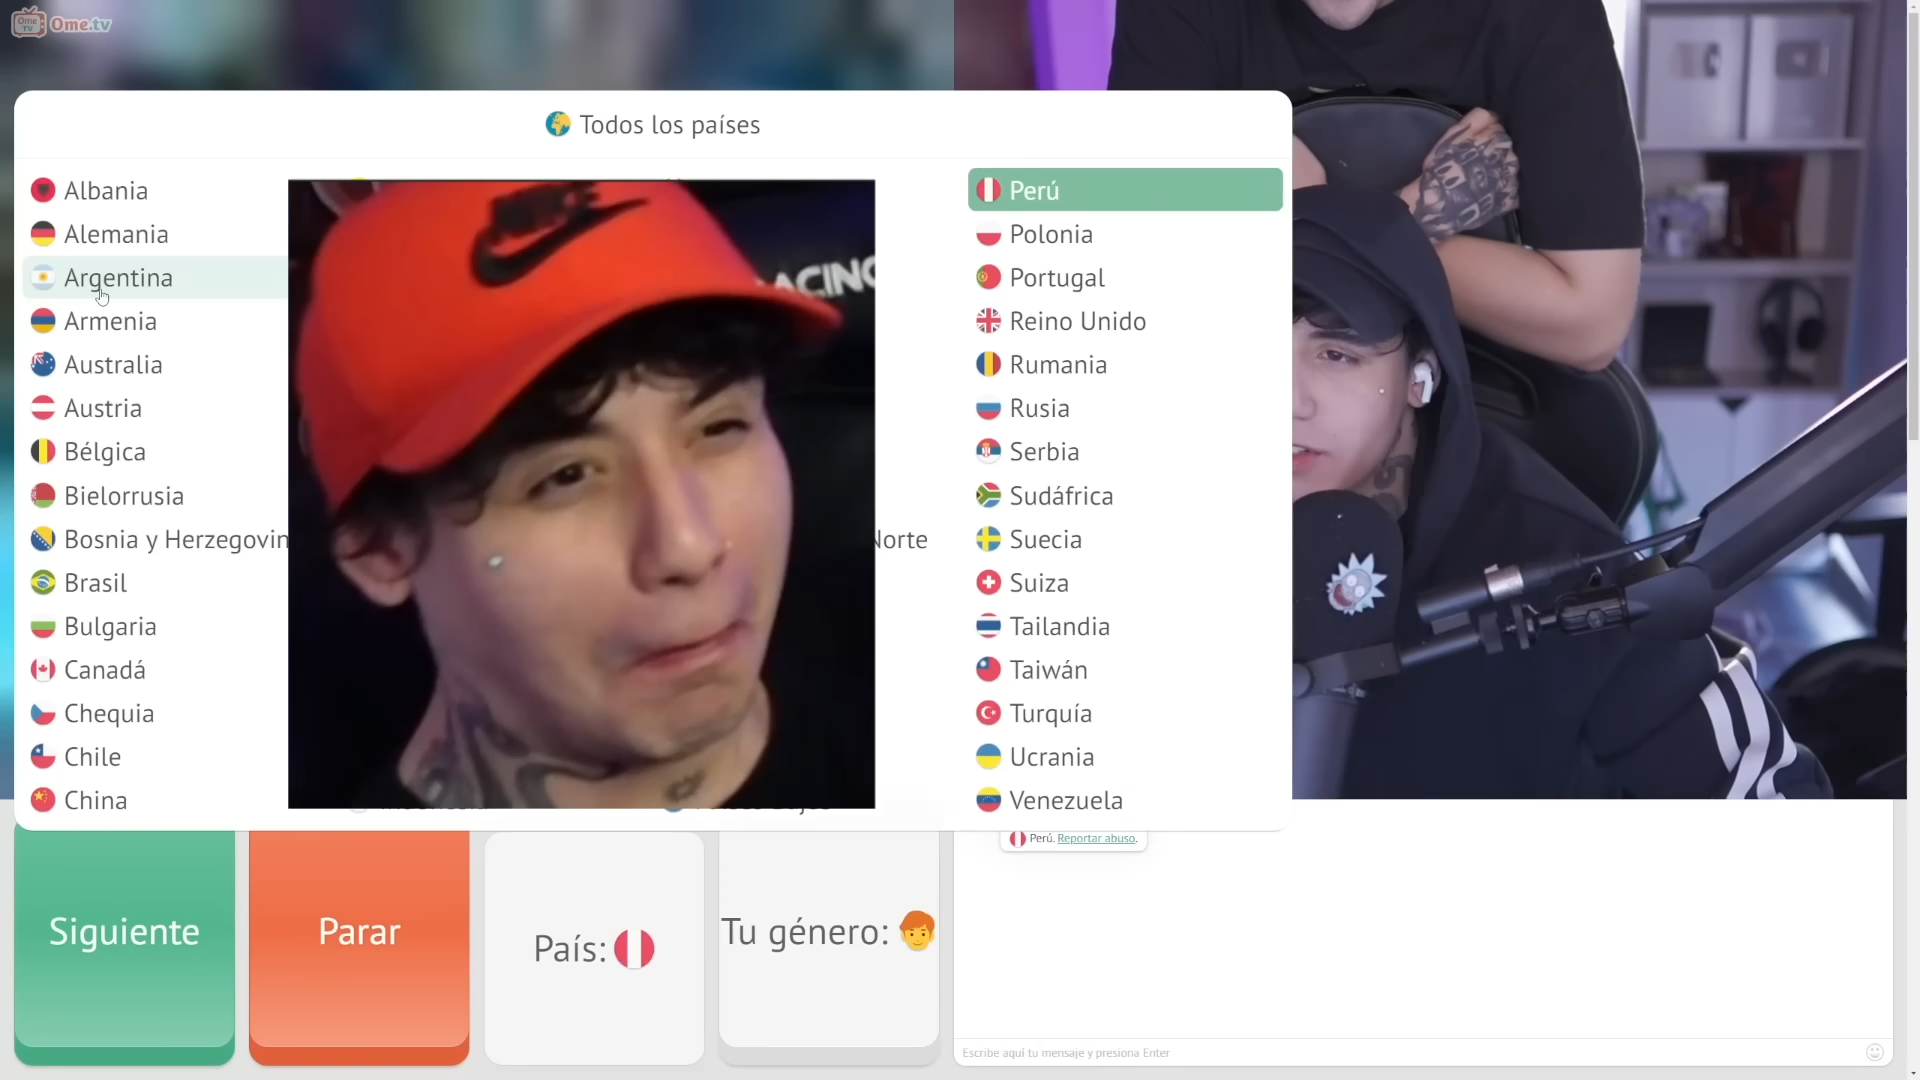 Ome.tv
Todos los países
Albania
Alemania
Argentina
Armenia
Australia
Austria
Bélgica
Bielorrusia
Bosnia y Herzegovin
Brasil
Bulgaria
Canadá
Chequia
Chile
China
ACING
Norte
Perú
Polonia
Portugal
Reino Unido
Rumania
Rusia
Serbia
Sudáfrica
Suecia
Suiza
Tailandia
Taiwán
Turquía
Ucrania
Venezuela
Perú. Reportar abuso.
Siguiente
Parar
País:
Tu género:
Escribe aquí tu mensaje y presiona Enter